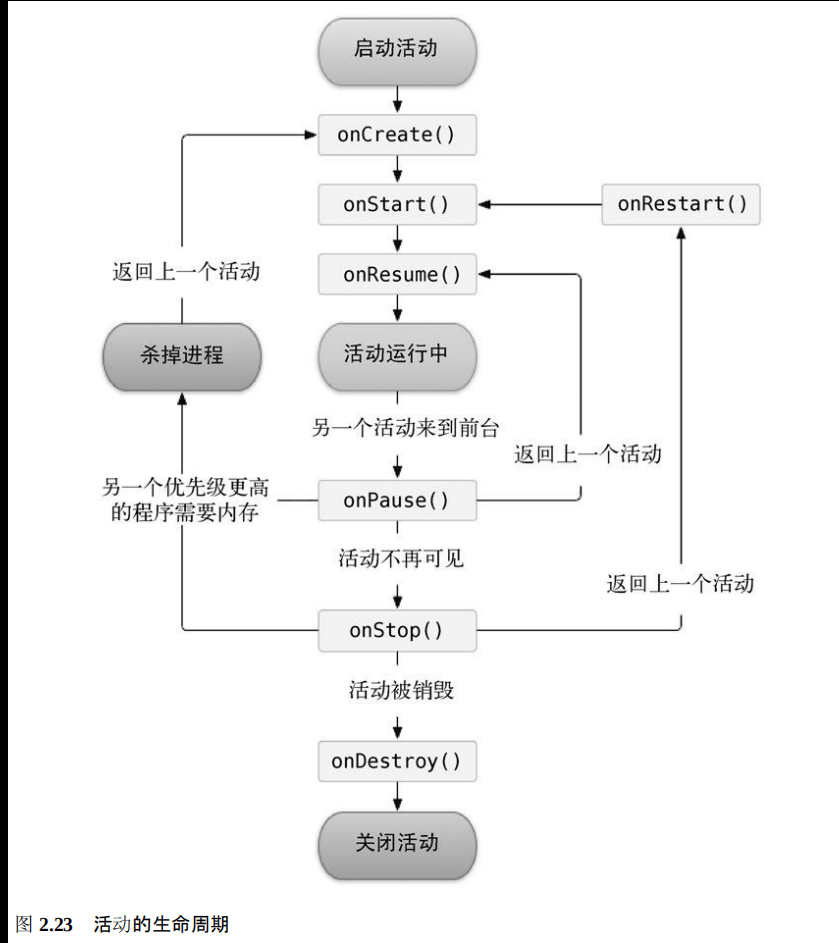 启动活动
onCreate()
onStart()
onRestart()
返回上一个活动
onResume()
杀掉进程
活动运行中
另一个活动来到前台
返回上一个活动
另一个优先级更高
的程序需要内存
onPause()
活动不再可见
返回上一个活动
onStop()
活动被销毁
onDestroy()
关闭活动
图 2.23 活动的生命周期